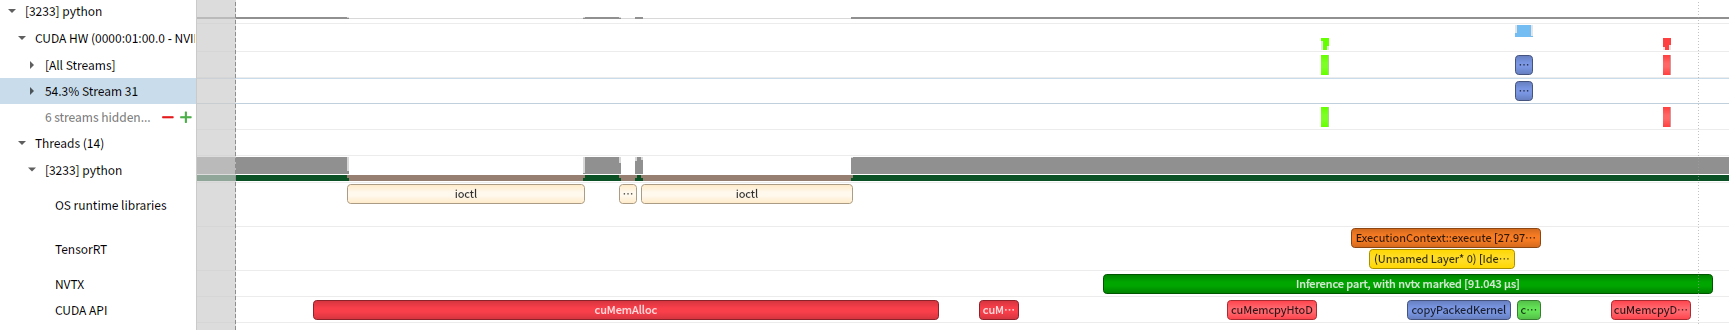 [3233] python
CUDA HW (0000:01:00.0 - NVI
[All Streams]
...
54.3% Stream 31
...
6 streams hidden... − +
Threads (14)
[3233] python
OS runtime libraries
ioctl
...
ioctl
TensorRT
ExecutionContext::execute [27.97...
(Unnamed Layer* 0) [Ide...
NVTX
Inference part, with nvtx marked [91.043 µs]
CUDA API
cuMemAlloc
cuM...
cuMemcpyHtoD
copyPackedKernel
c...
cuMemcpyD...